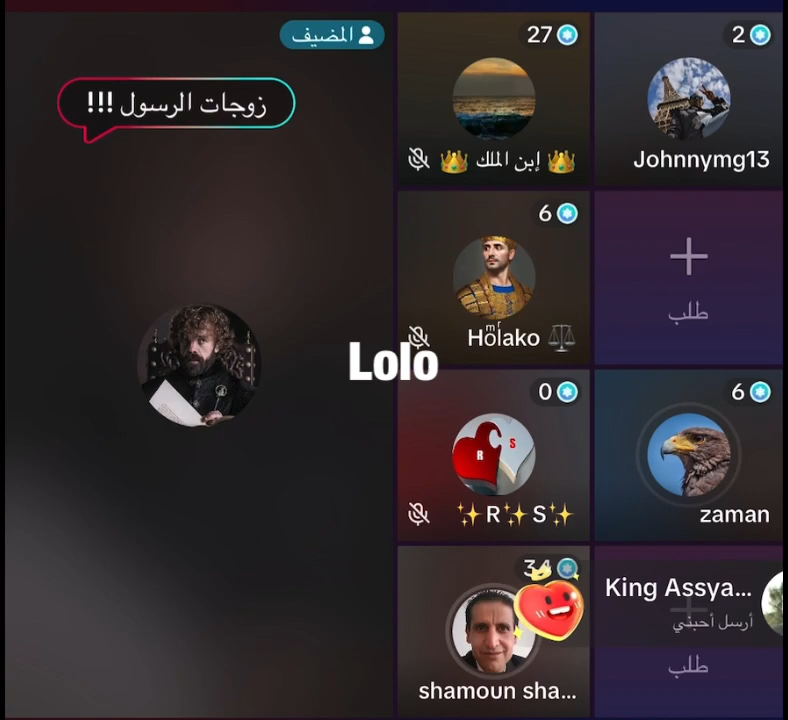 المضيف
زوجات الرسول !!!
27
👑 إبن الملك 👑
2
Johnnymg13
6
Holako ⚖️
طلب
Lolo
0
R S
✨R✨S✨
6
zaman
34
shamoun sha...
King Assya...
أرسل أحبني
طلب